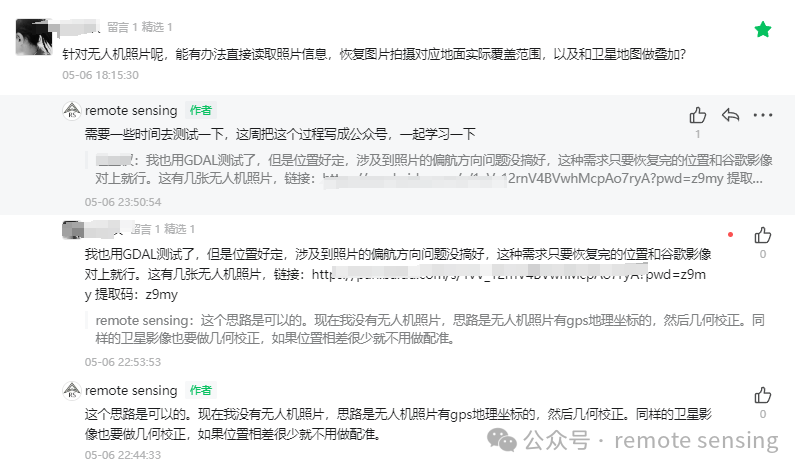 留言 1 精选 1
针对无人机照片呢，能有办法直接读取照片信息，恢复图片拍摄对应地面实际覆盖范围，以及和卫星地图做叠加？
05-06 18:15:30
remote sensing 作者
需要一些时间去测试一下，这周把这个过程写成公众号，一起学习一下
1
：我也用GDAL测试了，但是位置好定，涉及到照片的偏航方向问题没搞好，这种需求只要恢复完的位置和谷歌影像
对上就行。这有几张无人机照片，链接：12rnV4BVwhMcpAo7ryA?pwd=z9my 提取...
05-06 23:50:54
留言 1 精选 1
我也用GDAL测试了，但是位置好定，涉及到照片的偏航方向问题没搞好，这种需求只要恢复完的位置和谷歌影像
0
对上就行。这有几张无人机照片，链接：?pwd=z9m
y 提取码：z9my
remote sensing：这个思路是可以的。现在我没有无人机照片，思路是无人机照片有gps地理坐标的，然后几何校正。同
样的卫星影像也要做几何校正，如果位置相差很少就不用做配准。
05-06 22:53:53
remote sensing 作者
这个思路是可以的。现在我没有无人机照片，思路是无人机照片有gps地理坐标的，然后几何校正。同样的卫星影
0
像也要做几何校正，如果位置相差很少就不用做配准。
05-06 22:44:33
公众号 · remote sensing